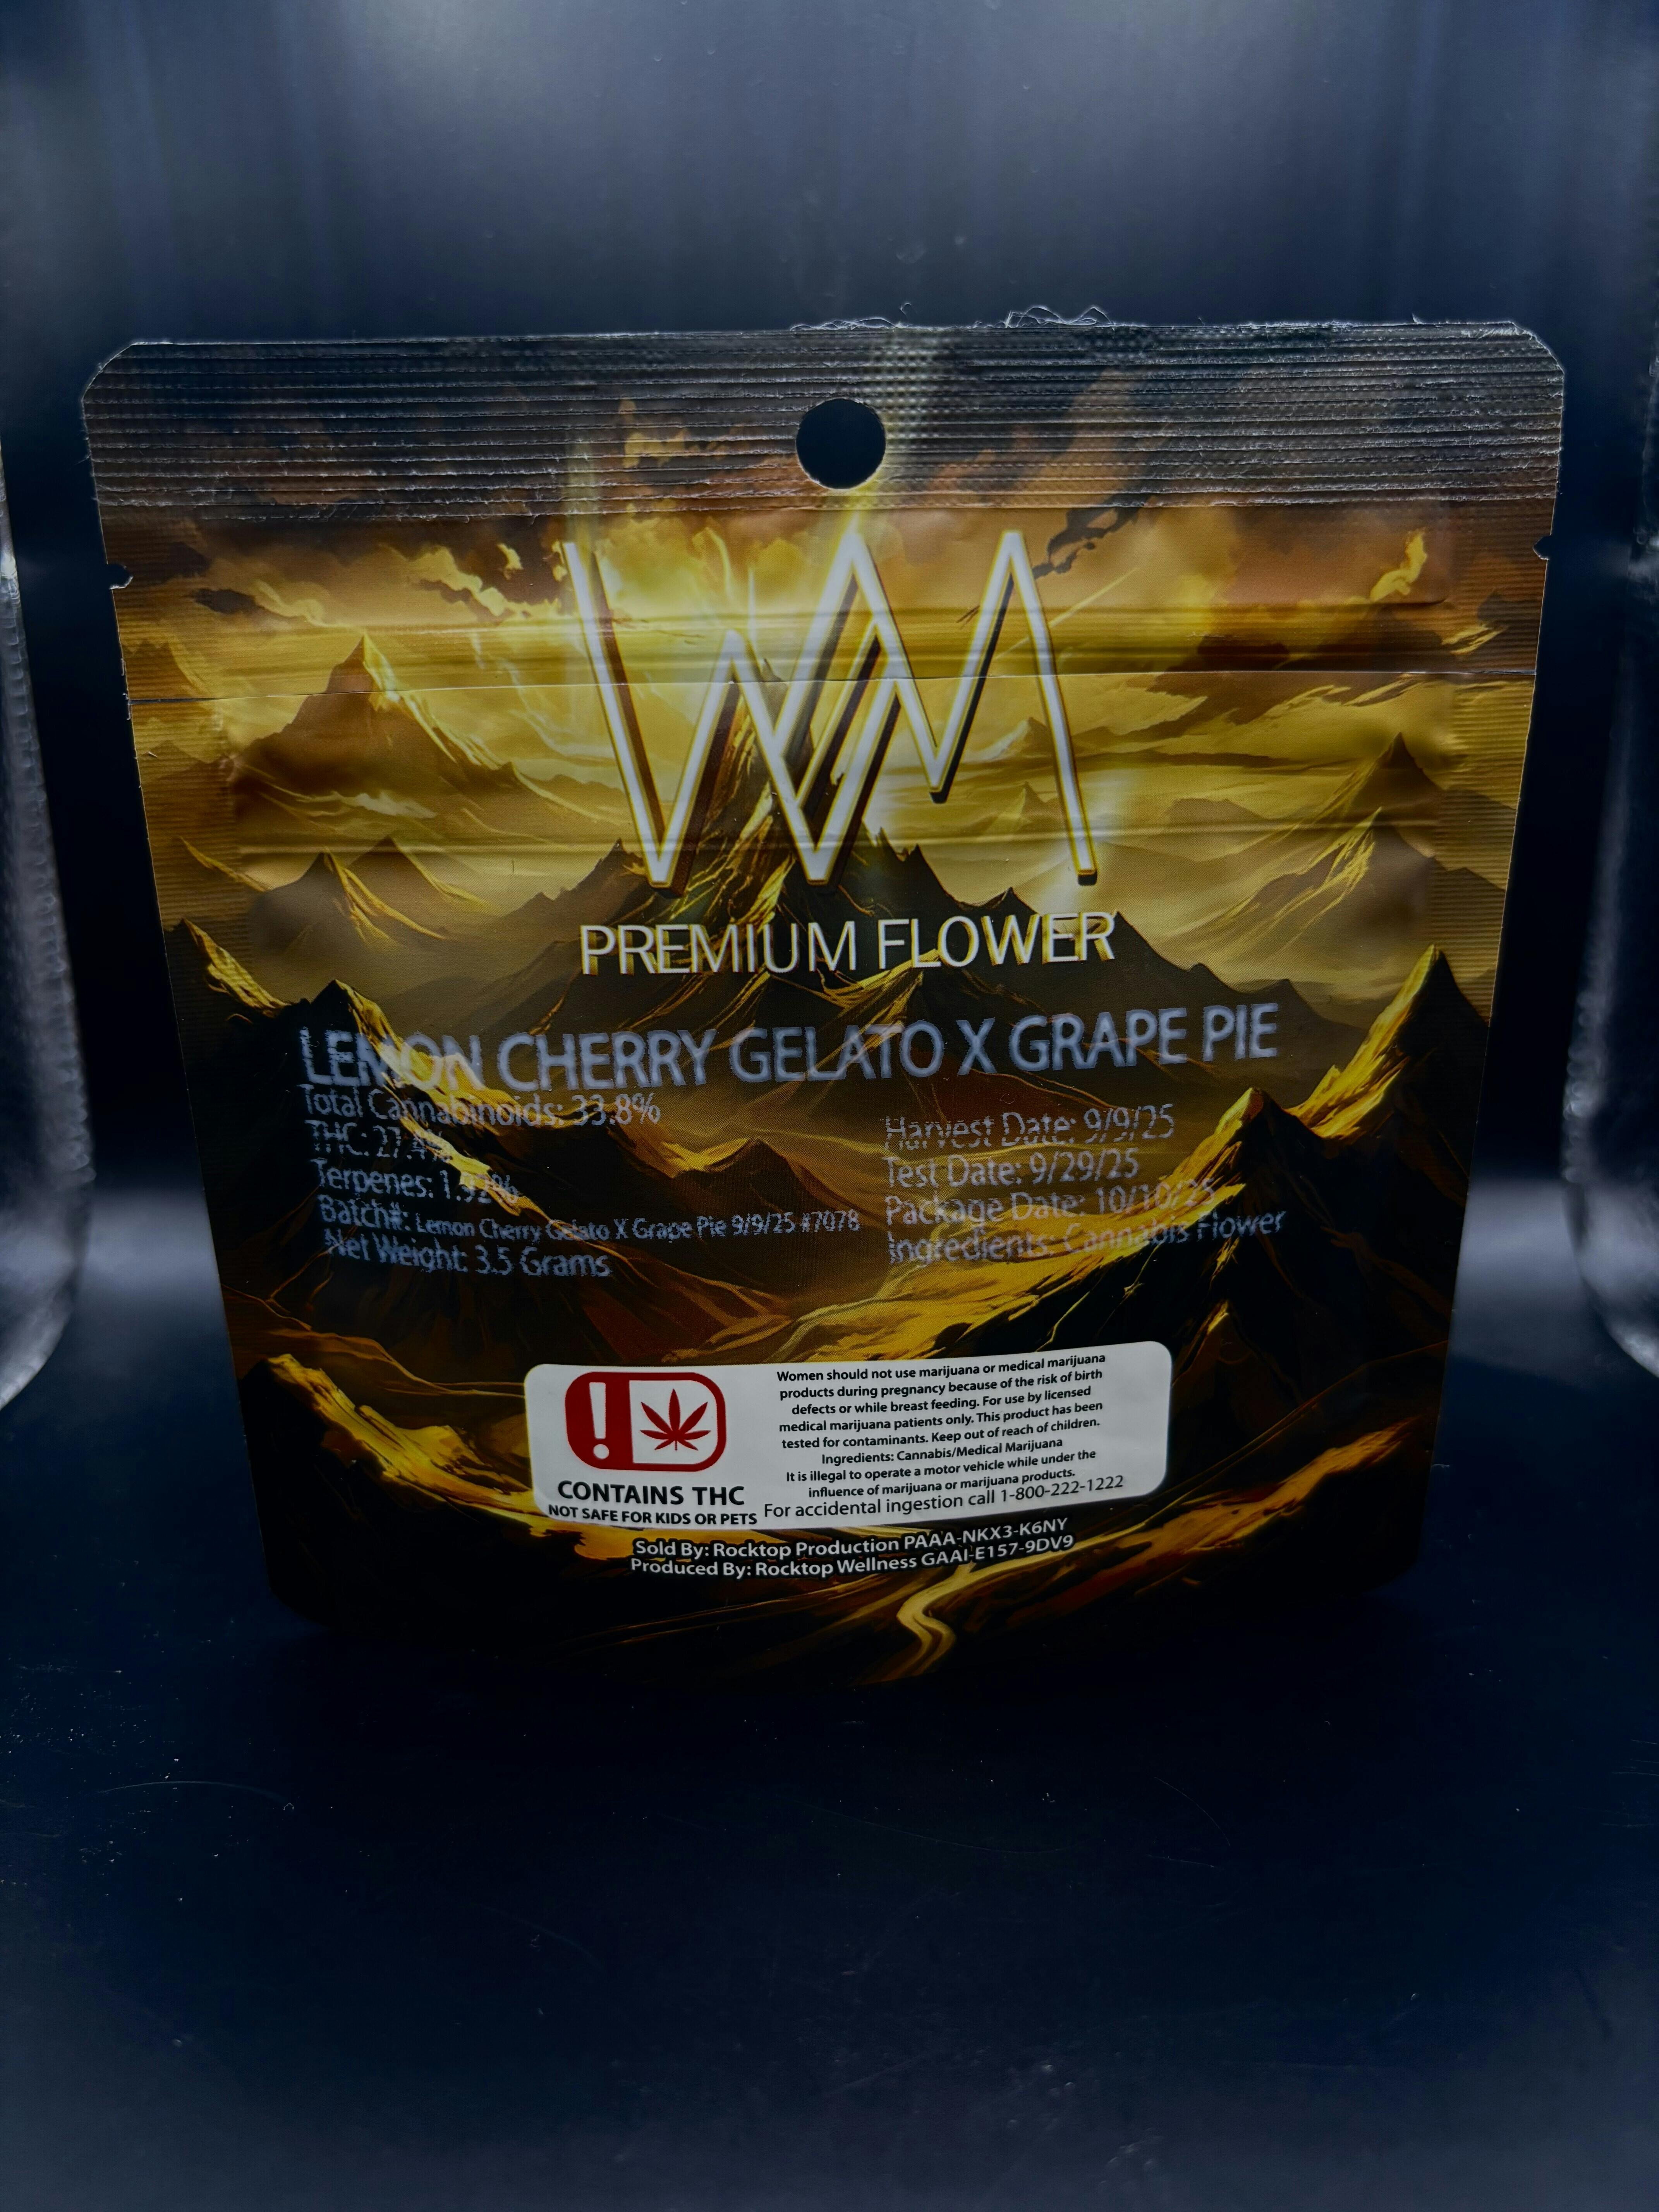 WM
PREMIUM FLOWER
LEMON CHERRY GELATO X GRAPE PIE
Total Cannabinoids: 33.8%
THC: 27.4%
Terpenes: 1.92%
Batch#: Lemon Cherry Gelato X Grape Pie 9/9/25 #7078
Net Weight: 3.5 Grams
Harvest Date: 9/9/25
Test Date: 9/29/25
Package Date: 10/10/25
Ingredients: Cannabis Flower
CONTAINS THC
NOT SAFE FOR KIDS OR PETS
Women should not use marijuana or medical marijuana
products during pregnancy because of the risk of birth
defects or while breast feeding. For use by licensed
medical marijuana patients only. This product has been
tested for contaminants. Keep out of reach of children.
Ingredients: Cannabis/Medical Marijuana
It is illegal to operate a motor vehicle while under the
influence of marijuana or marijuana products.
For accidental ingestion call 1-800-222-1222
Sold By: Rocktop Production PAAA-NKX3-K6NY
Produced By: Rocktop Wellness GAAI-E157-9DV9